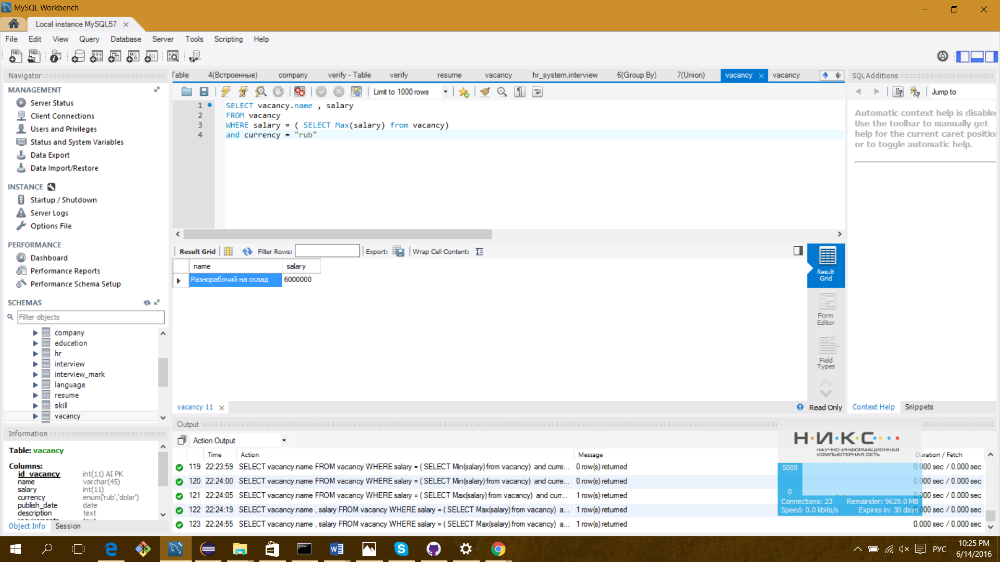 MySQL Workbench
Local instance MySQL57
File Edit View Query Database Server Tools Scripting Help
Navigator
MANAGEMENT
Server Status
Client Connections
Users and Privileges
Status and System Variables
Data Export
Data Import/Restore
INSTANCE
Startup / Shutdown
Server Logs
Options File
PERFORMANCE
Dashboard
Performance Reports
Performance Schema Setup
SCHEMAS
Filter objects
company
education
hr
interview
interview_mark
language
resume
skill
vacancy
Information
Table: vacancy
Columns:
id_vacancy int(11) AI PK
name varchar(45)
salary int(11)
currency enum('rub','dolar')
publish_date date
description text
Object Info Session
Table 4(Встроенные) company verify - Table verify resume vacancy hr_system.interview 6(Group By) 7(Union) vacancy vacancy
Limit to 1000 rows
1 SELECT vacancy.name , salary
2 FROM vacancy
3 WHERE salary = ( SELECT Max(salary) from vacancy)
4 and currency = "rub"
Result Grid Filter Rows: Export: Wrap Cell Content:
name salary
Разнорабочий на склад 6000000
Result
Grid
Form
Editor
Field
Types
vacancy 11
Read Only
SQLAdditions
Jump to
Automatic context help is disable
Use the toolbar to manually get
help for the current caret position
or to toggle automatic help.
Context Help Snippets
Output
Action Output
Time Action Message Duration / Fetch
119 22:23:59 SELECT vacancy.name FROM vacancy WHERE salary = ( SELECT Min(salary) from vacancy) and curre... 0 row(s) returned 0.000 sec / 0.000 sec
120 22:24:00 SELECT vacancy.name FROM vacancy WHERE salary = ( SELECT Min(salary) from vacancy) and curre... 0 row(s) returned 0.000 sec / 0.000 sec
121 22:24:05 SELECT vacancy.name FROM vacancy WHERE salary = ( SELECT Max(salary) from vacancy) and curr... 1 row(s) returned 0.000 sec / 0.000 sec
122 22:24:19 SELECT vacancy.name , salary FROM vacancy WHERE salary = ( SELECT Max(salary) from vacancy) a... 1 row(s) returned 0.000 sec / 0.000 sec
123 22:24:55 SELECT vacancy.name , salary FROM vacancy WHERE salary = ( SELECT Max(salary) from vacancy) a... 1 row(s) returned 0.000 sec / 0.000 sec
Н·И·К·С
НАУЧНО-ИНФОРМАЦИОННАЯ
КОМПЬЮТЕРНАЯ СЕТЬ
5000
0
Connections: 23 Remainder: 9629.0 MB
Speed: 0.0 kbits/s Expires in: 30 days
РУС
10:25 PM
6/14/2016